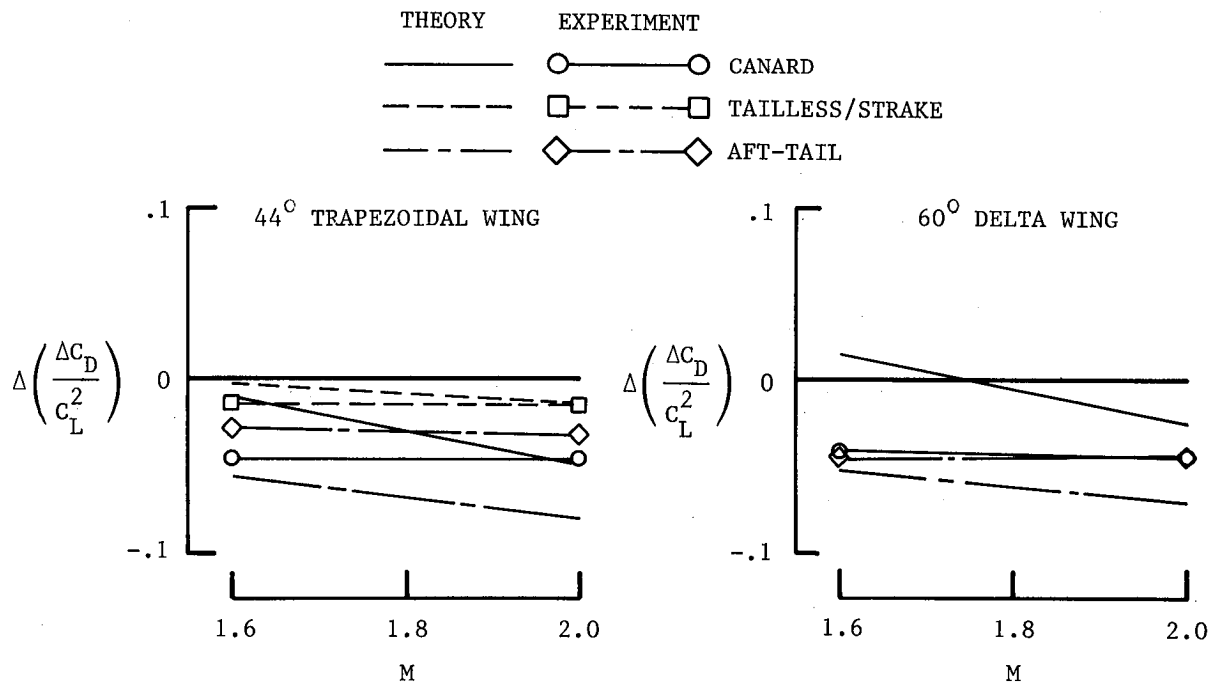 THEORY EXPERIMENT
CANARD
TAILLESS/STRAKE
AFT-TAIL
44° TRAPEZOIDAL WING
.1
0
-.1
Δ(ΔC_D/C_L^2)
1.6 1.8 2.0
M
60° DELTA WING
.1
0
-.1
Δ(ΔC_D/C_L^2)
1.6 1.8 2.0
M